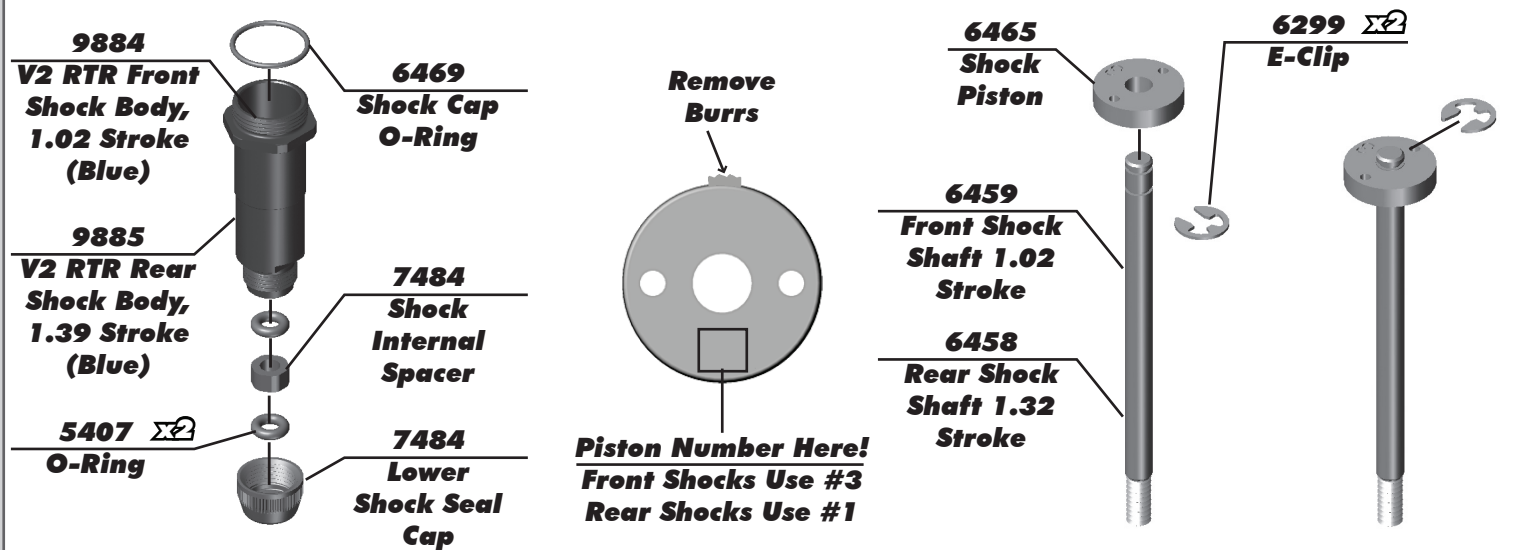 9884
V2 RTR Front
Shock Body,
1.02 Stroke
(Blue)
9885
V2 RTR Rear
Shock Body,
1.39 Stroke
(Blue)
5407 x2
O-Ring
6469
Shock Cap
O-Ring
7484
Shock
Internal
Spacer
7484
Lower
Shock Seal
Cap
Remove
Burrs
Piston Number Here!
Front Shocks Use #3
Rear Shocks Use #1
6465
Shock
Piston
6459
Front Shock
Shaft 1.02
Stroke
6458
Rear Shock
Shaft 1.32
Stroke
6299 x2
E-Clip